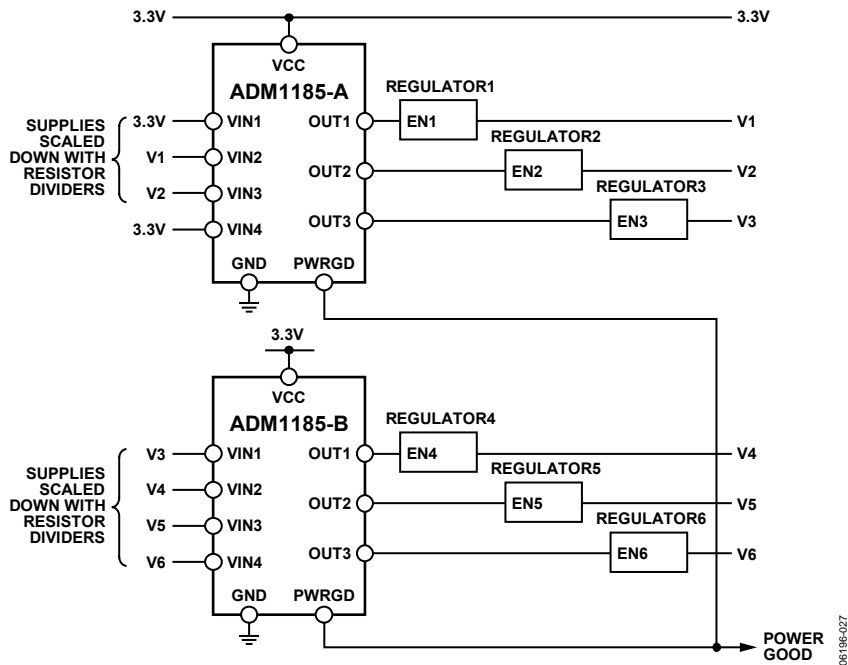 3.3V
3.3V
VCC
ADM1185-A
REGULATOR1
SUPPLIES
SCALED
DOWN WITH
RESISTOR
DIVIDERS
3.3V
VIN1
OUT1
EN1
V1
REGULATOR2
V1
VIN2
OUT2
EN2
V2
V2
VIN3
REGULATOR3
3.3V
VIN4
OUT3
EN3
V3
GND
PWRGD
3.3V
VCC
ADM1185-B
REGULATOR4
SUPPLIES
SCALED
DOWN WITH
RESISTOR
DIVIDERS
V3
VIN1
OUT1
EN4
V4
REGULATOR5
V4
VIN2
OUT2
EN5
V5
V5
VIN3
REGULATOR6
V6
VIN4
OUT3
EN6
V6
GND
PWRGD
POWER
GOOD
06196-027